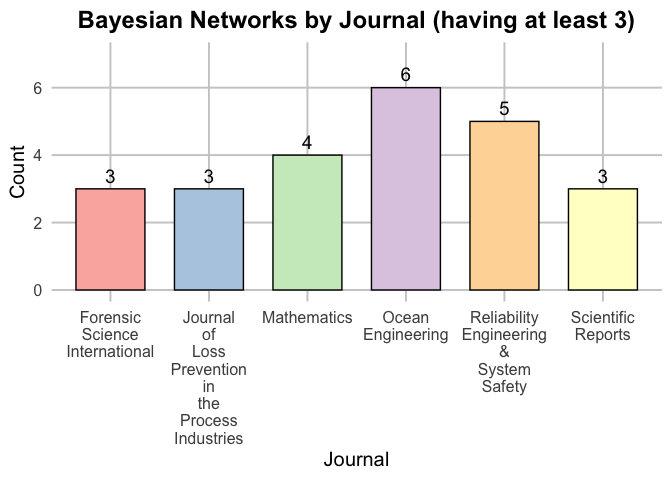 Bayesian Networks by Journal (having at least 3)
Count
6
4
2
0
3
3
4
6
5
3
Forensic
Science
International
Journal
of
Loss
Prevention
in
the
Process
Industries
Mathematics
Ocean
Engineering
Reliability
Engineering
&
System
Safety
Scientific
Reports
Journal